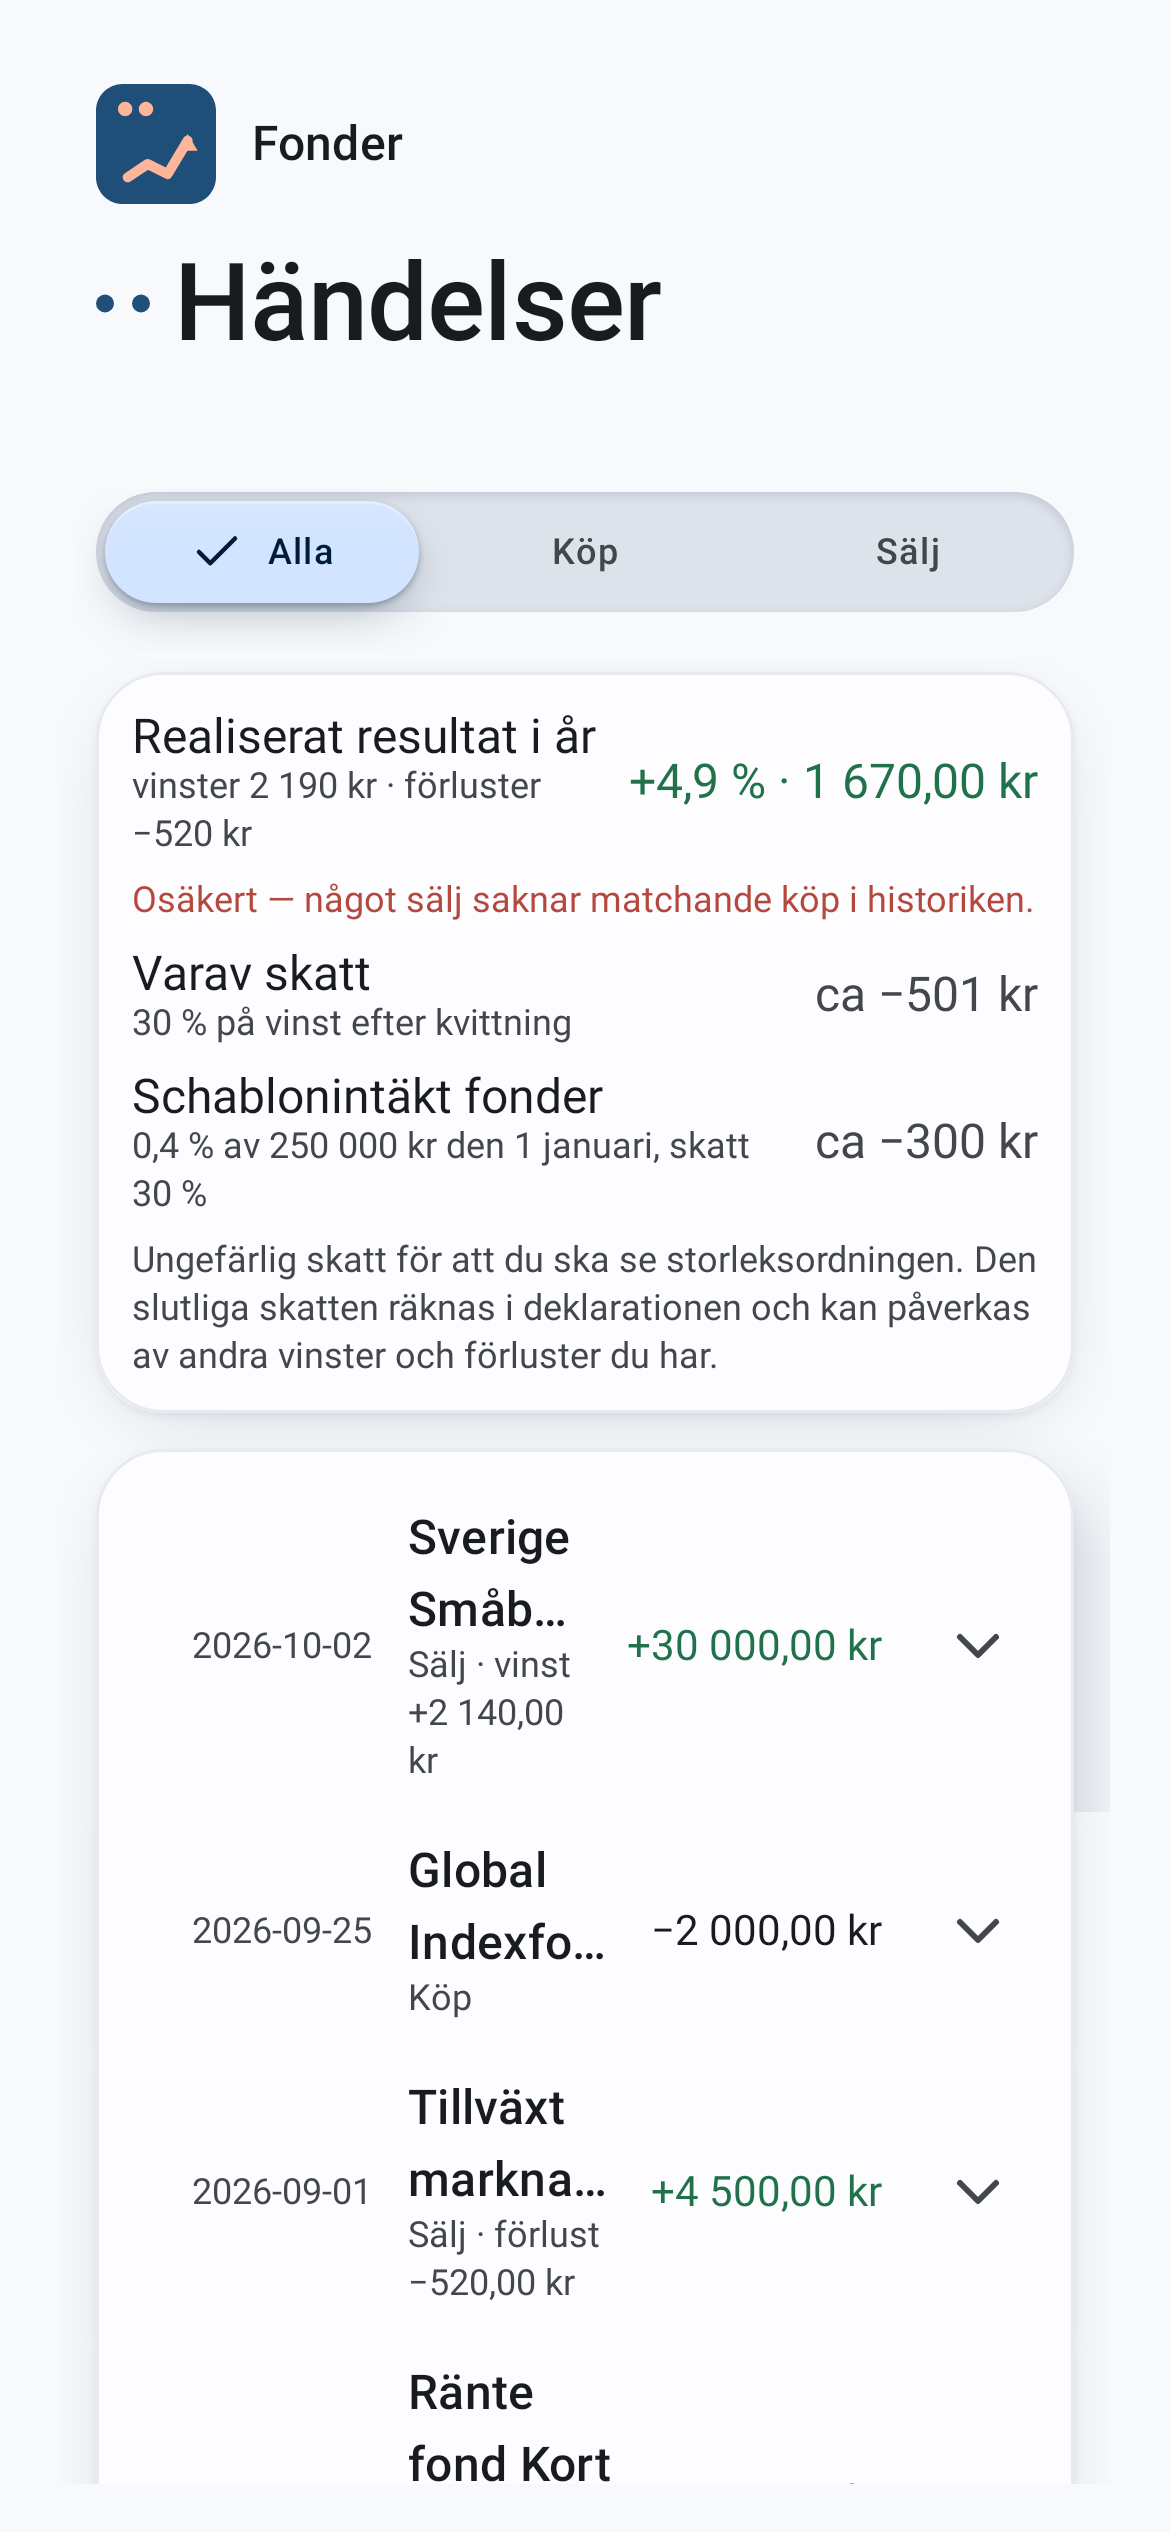 Fonder
Händelser
Alla
Köp
Sälj
Realiserat resultat i år
vinster 2 190 kr · förluster
−520 kr
+4,9 % · 1 670,00 kr
Osäkert — något sälj saknar matchande köp i historiken.
Varav skatt
30 % på vinst efter kvittning
ca −501 kr
Schablonintäkt fonder
0,4 % av 250 000 kr den 1 januari, skatt
30 %
ca −300 kr
Ungefärlig skatt för att du ska se storleksordningen. Den
slutliga skatten räknas i deklarationen och kan påverkas
av andra vinster och förluster du har.
2026-10-02
Sverige
Småb…
Sälj · vinst
+2 140,00
kr
+30 000,00 kr
2026-09-25
Global
Indexfo…
Köp
−2 000,00 kr
2026-09-01
Tillväxt
markna…
Sälj · förlust
−520,00 kr
+4 500,00 kr
Ränte
fond Kort